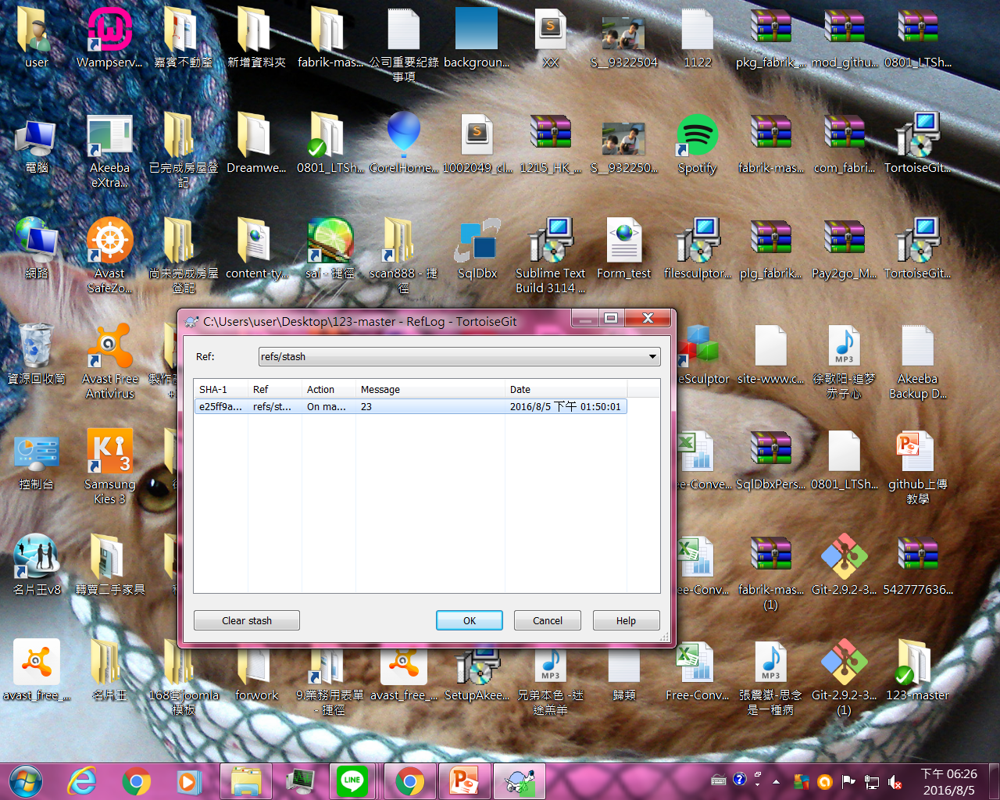 user
Wampserv...
嘉賓不動產
新增資料夾
fabrik-mas...
公司重要紀錄事項
backgroun...
XX
S__9322504
1122
pkg_fabrik_...
mod_githu...
0801_LTSh...
電腦
Akeeba eXtra...
已完成房屋登記
Dreamwe...
0801_LTSh...
CorelHome...
1002049_cl...
1215_HK_...
S__932250...
Spotify
fabrik-mas...
com_fabri...
TortoiseGit...
網路
Avast SafeZo...
尚未完成房屋登記
content-ty...
sai - 捷徑
scan888 - 捷徑
SqlDbx
Sublime Text Build 3114 ...
Form_test
filesculptor...
plg_fabrik...
Pay2go_M...
TortoiseGit...
C:\Users\user\Desktop\123-master - RefLog - TortoiseGit
Ref:
refs/stash
SHA-1 Ref Action Message Date
e25ff9a... refs/st... On ma... 23 2016/8/5 下午 01:50:01
Clear stash
OK
Cancel
Help
資源回收筒
Avast Free Antivirus
eSculptor
site-www.c...
MP3
徐歌阳-追梦赤子心
Akeeba Backup D...
控制台
Ki 3
Samsung Kies 3
ee-Conve...
SqlDbxPers...
0801_LTSh...
github上傳教學
名片王v8
轉賣二手家具
ee-Conv...
fabrik-mas... (1)
Git-2.9.2-3...
542777636...
avast_free_...
名片王
168套joomla模板
forwork
9.業務用表單 - 捷徑
avast_free_...
SetupAkee...
MP3
兄弟本色 -迷途羔羊
歸類
Free-Conv...
MP3
張震嶽-思念是一種病
Git-2.9.2-3... (1)
123-master
LINE
下午 06:26
2016/8/5